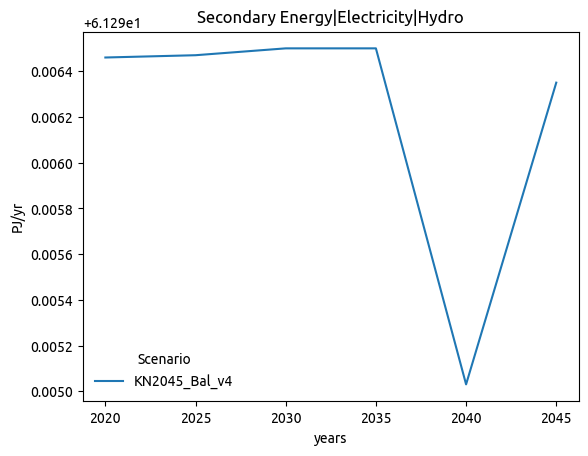 Secondary Energy|Electricity|Hydro
+6.129e1
0.0064
0.0062
0.0060
0.0058
0.0056
0.0054
0.0052
0.0050
PJ/yr
Scenario
KN2045_Bal_v4
2020 2025 2030 2035 2040 2045
years